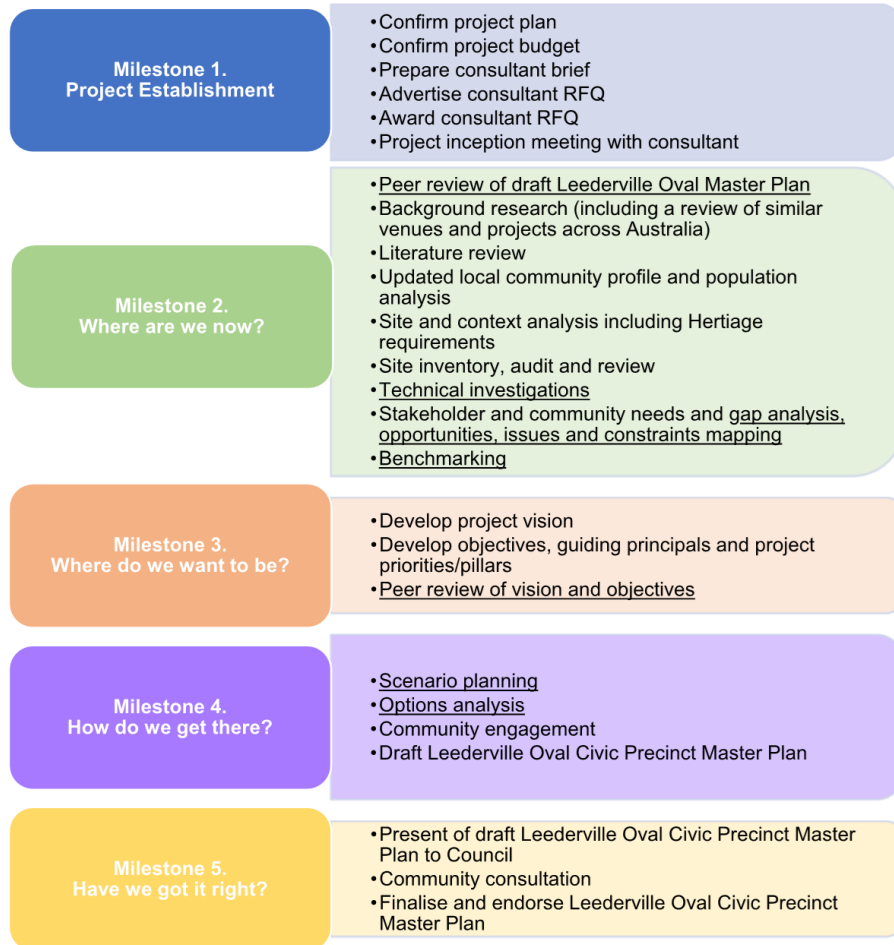 Milestone 1.
Project Establishment
•Confirm project plan
•Confirm project budget
•Prepare consultant brief
•Advertise consultant RFQ
•Award consultant RFQ
•Project inception meeting with consultant
Milestone 2.
Where are we now?
•Peer review of draft Leederville Oval Master Plan
•Background research (including a review of similar
venues and projects across Australia)
•Literature review
•Updated local community profile and population
analysis
•Site and context analysis including Hertiage
requirements
•Site inventory, audit and review
•Technical investigations
•Stakeholder and community needs and gap analysis,
opportunities, issues and constraints mapping
•Benchmarking
Milestone 3.
Where do we want to be?
•Develop project vision
•Develop objectives, guiding principals and project
priorities/pillars
•Peer review of vision and objectives
Milestone 4.
How do we get there?
•Scenario planning
•Options analysis
•Community engagement
•Draft Leederville Oval Civic Precinct Master Plan
Milestone 5.
Have we got it right?
•Present of draft Leederville Oval Civic Precinct Master
Plan to Council
•Community consultation
•Finalise and endorse Leederville Oval Civic Precinct
Master Plan